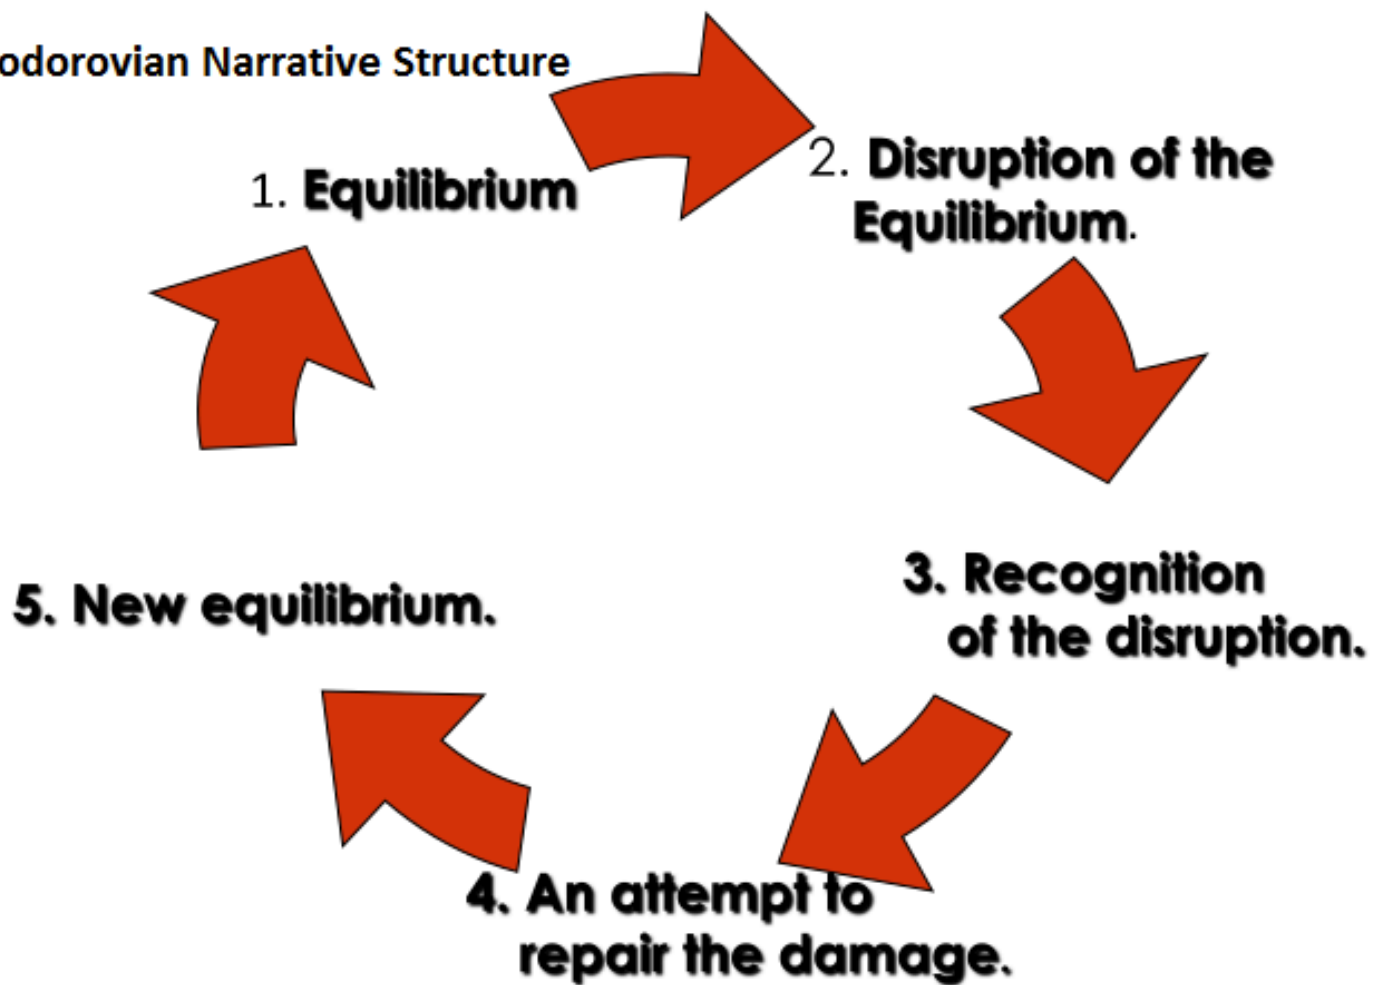 odorovian Narrative Structure
1. Equilibrium
2. Disruption of the
Equilibrium.
3. Recognition
of the disruption.
4. An attempt to
repair the damage.
5. New equilibrium.